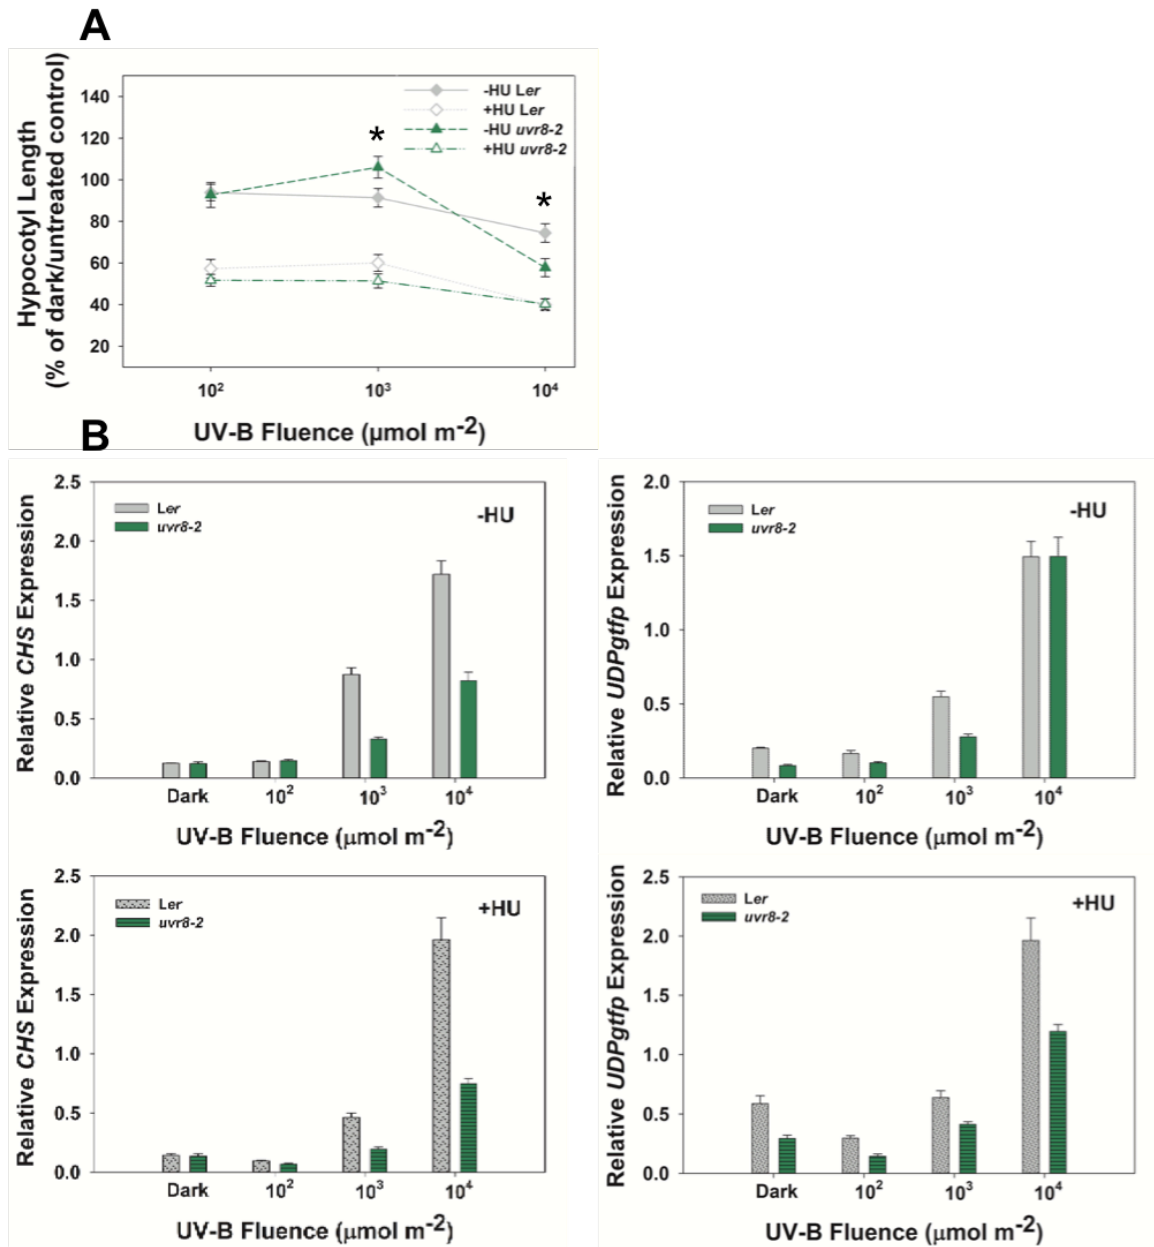 A
Hypocotyl Length
(% of dark/untreated control)
140
120
100
80
60
40
20
-HU Ler
+HU Ler
-HU uvr8-2
+HU uvr8-2
*
*
10²
10³
10⁴
UV-B Fluence (µmol m-2)
B
Relative CHS Expression
2.5
2.0
1.5
1.0
0.5
0.0
Ler
uvr8-2
-HU
Dark
10²
10³
10⁴
UV-B Fluence (µmol m-2)
Relative UDPgtfp Expression
2.0
1.5
1.0
0.5
0.0
Ler
uvr8-2
-HU
Dark
10²
10³
10⁴
UV-B Fluence (µmol m-2)
Relative CHS Expression
2.5
2.0
1.5
1.0
0.5
0.0
Ler
uvr8-2
+HU
Dark
10²
10³
10⁴
UV-B Fluence (µmol m-2)
Relative UDPgtfp Expression
2.5
2.0
1.5
1.0
0.5
0.0
Ler
uvr8-2
+HU
Dark
10²
10³
10⁴
UV-B Fluence (µmol m-2)